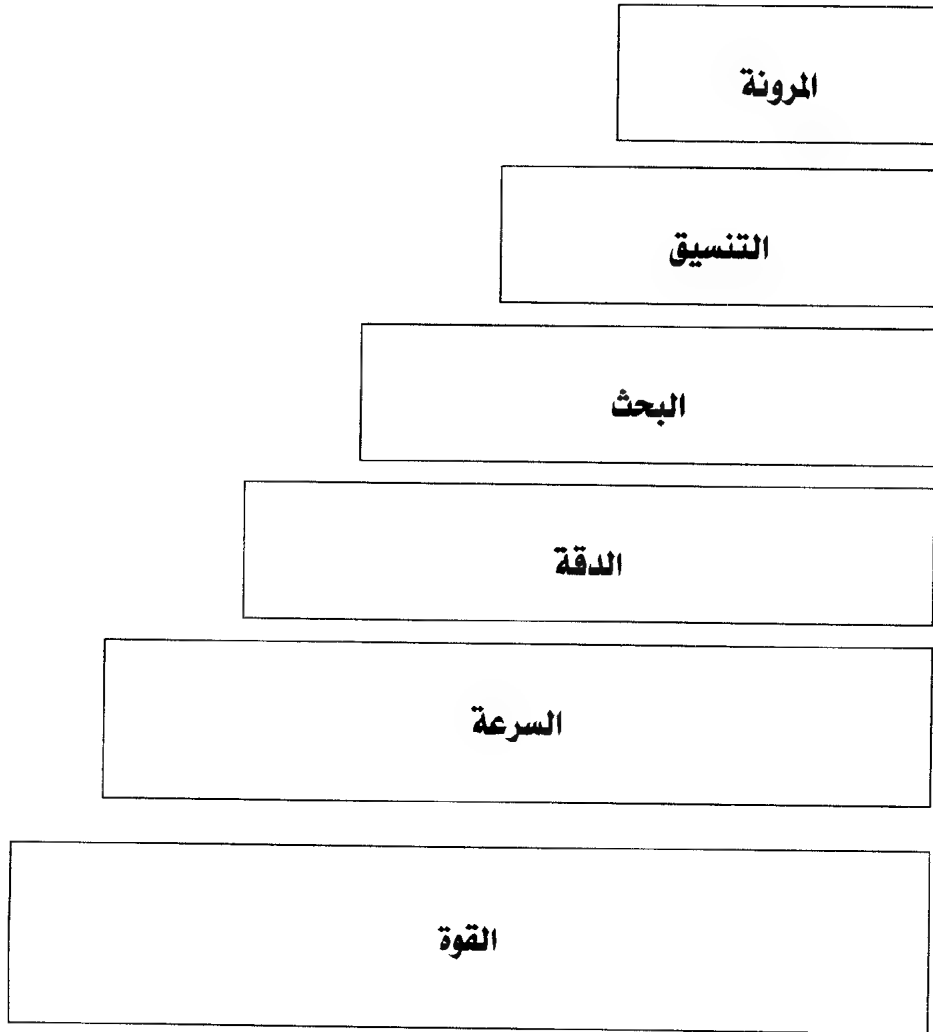 المرونة
التنسيق
البحث
الدقة
السرعة
القوة